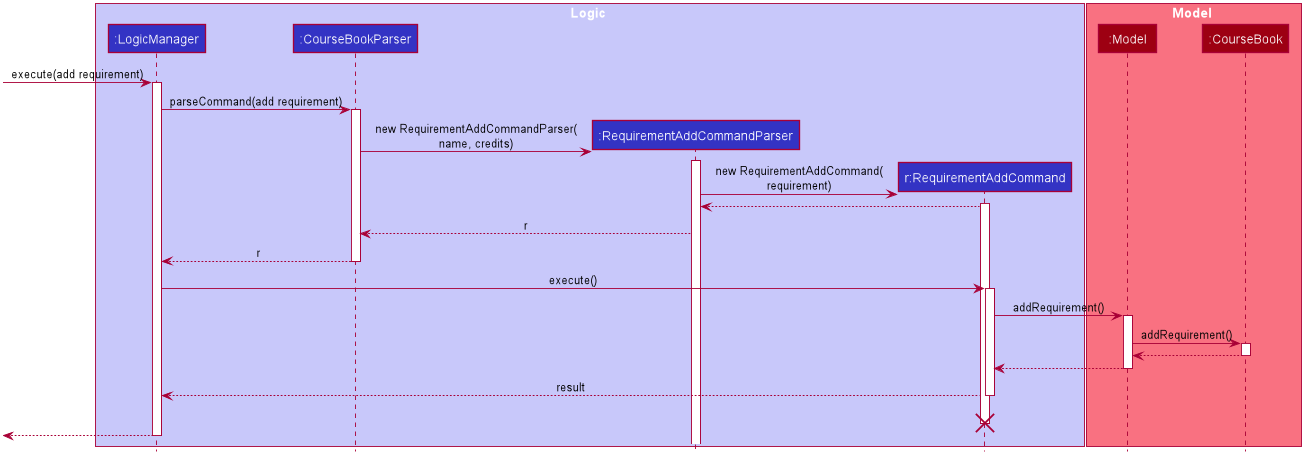 Logic
Model
:LogicManager
:CourseBookParser
:Model
:CourseBook
execute(add requirement)
parseCommand(add requirement)
new RequirementAddCommandParser(
name, credits)
:RequirementAddCommandParser
new RequirementAddCommand(
requirement)
r:RequirementAddCommand
r
r
execute()
addRequirement()
addRequirement()
result